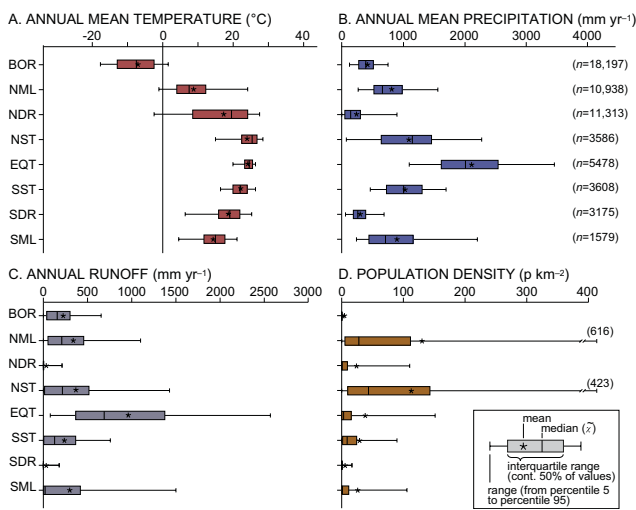 A. ANNUAL MEAN TEMPERATURE (°C)
-20 0 20 40
BOR
NML
NDR
NST
EQT
SST
SDR
SML
B. ANNUAL MEAN PRECIPITATION (mm yr–1)
0 1000 2000 3000 4000
(n=18,197)
(n=10,938)
(n=11,313)
(n=3586)
(n=5478)
(n=3608)
(n=3175)
(n=1579)
C. ANNUAL RUNOFF (mm yr–1)
0 500 1000 1500 2000 2500 3000
BOR
NML
NDR
NST
EQT
SST
SDR
SML
D. POPULATION DENSITY (p km–2)
0 100 200 400
(616)
(423)
mean
median (x̃)
interquartile range
(cont. 50% of values)
range (from percentile 5
to percentile 95)